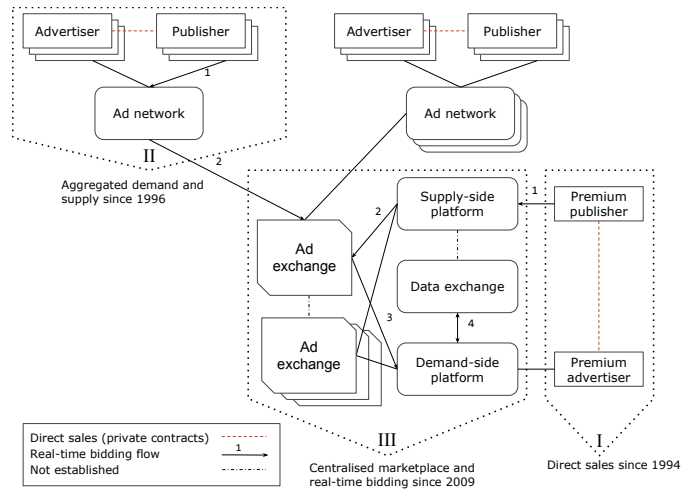 Advertiser
Publisher
Advertiser
Publisher
1
Ad network
Ad network
II
2
Aggregated demand and
supply since 1996
Supply-side
platform
1
Premium
publisher
2
Ad
exchange
Data exchange
3
4
Ad
exchange
Demand-side
platform
Premium
advertiser
III
I
Centralised marketplace and
real-time bidding since 2009
Direct sales since 1994
Direct sales (private contracts)
Real-time bidding flow
1
Not established